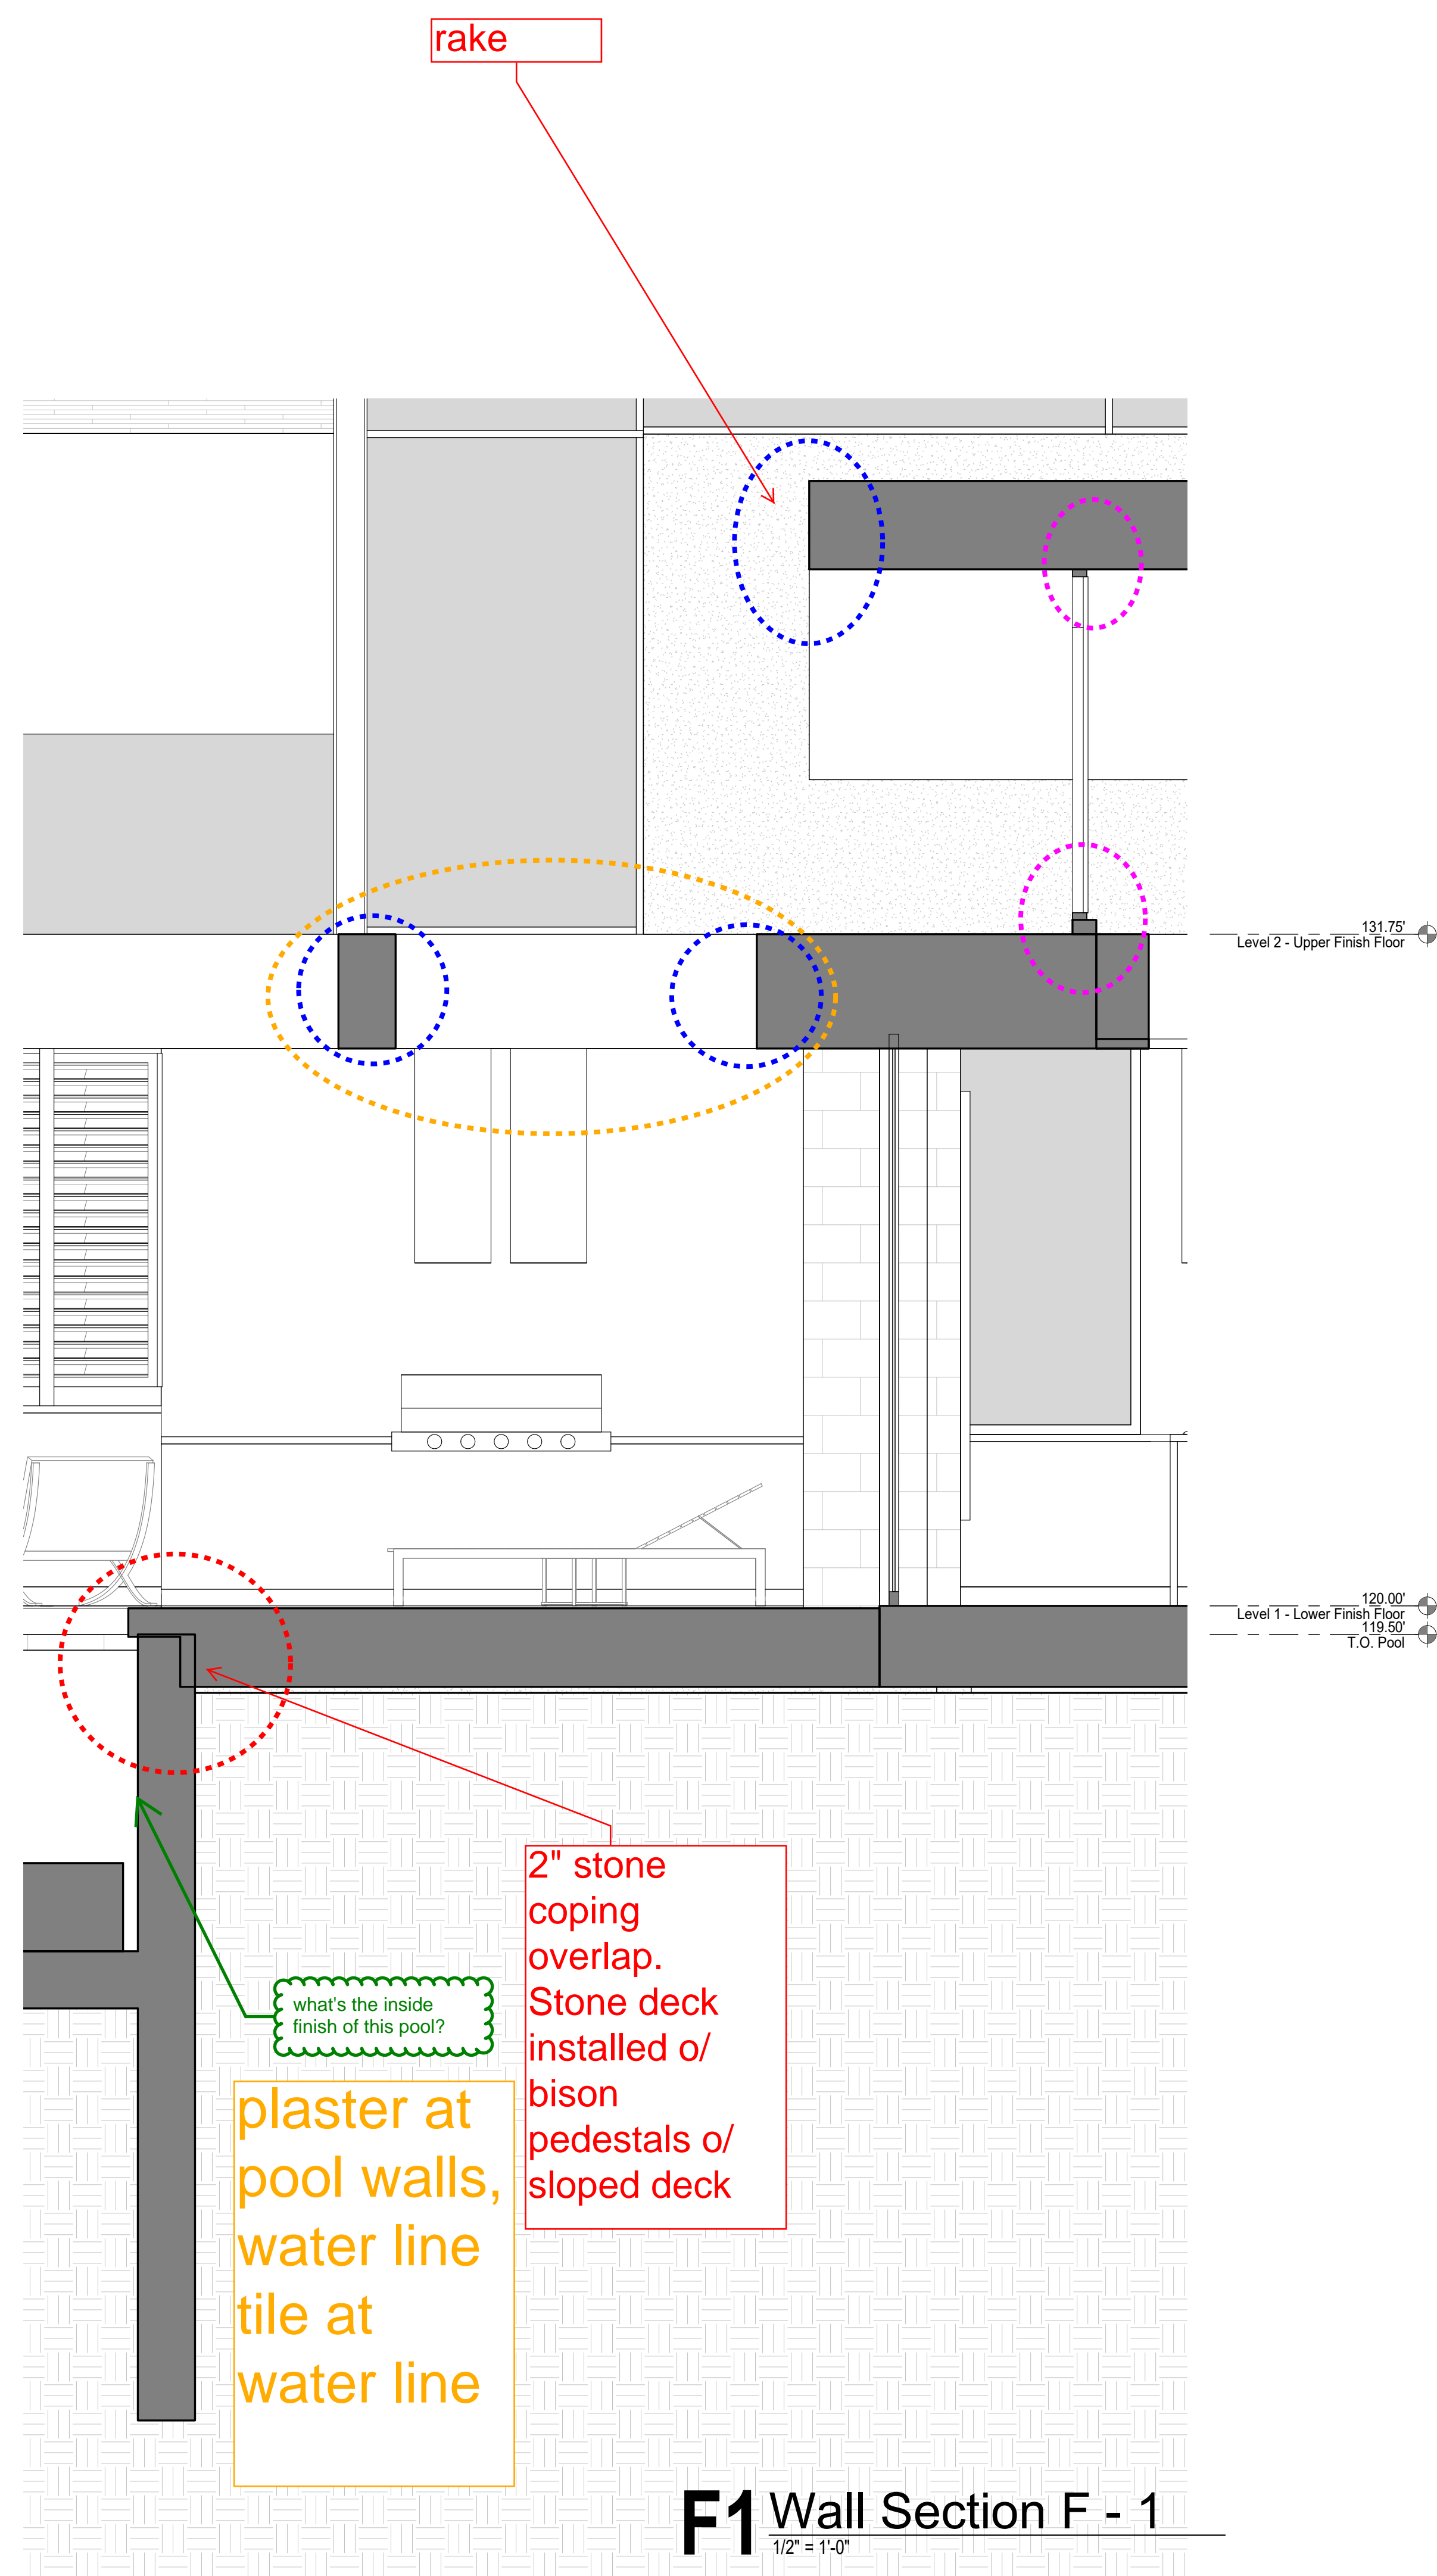 rake
131.75'
Level 2 - Upper Finish Floor
120.00'
Level 1 - Lower Finish Floor
119.50'
T.O. Pool
2" stone
coping
overlap.
Stone deck
installed o/
bison
pedestals o/
sloped deck
what's the inside
finish of this pool?
plaster at
pool walls,
water line
tile at
water line
F1 Wall Section F - 1
1/2" = 1'-0"